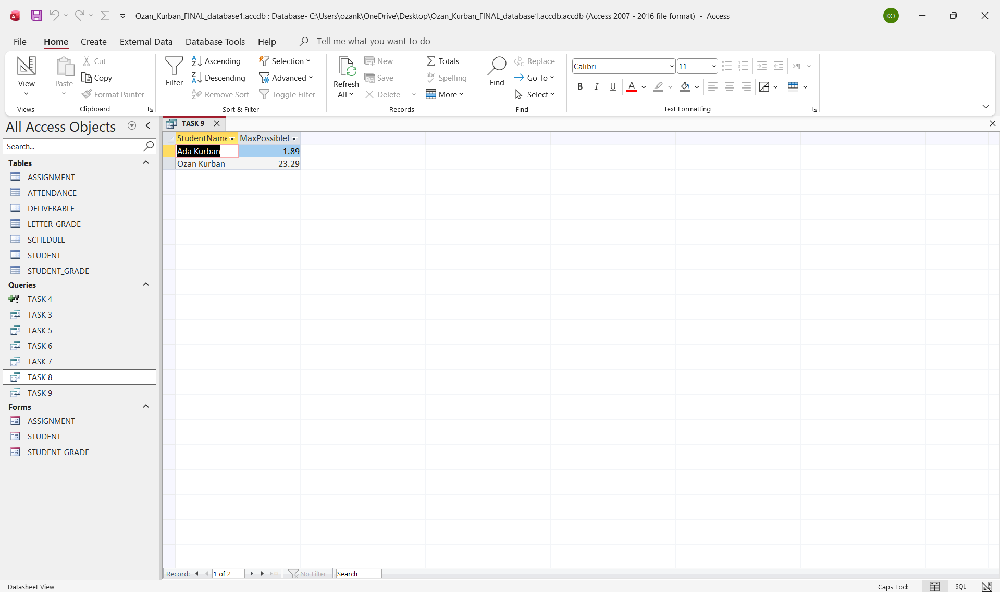 Ozan_Kurban_FINAL_database1.accdb : Database- C:\Users\ozank\OneDrive\Desktop\Ozan_Kurban_FINAL_database1.accdb.accdb (Access 2007 - 2016 file format) - Access
KO
File Home Create External Data Database Tools Help Tell me what you want to do
View
Views
Paste
Cut
Copy
Format Painter
Clipboard
Filter
Ascending
Descending
Remove Sort
Selection
Advanced
Toggle Filter
Sort & Filter
Refresh
All
New
Save
Delete
Totals
Spelling
More
Records
Find
Replace
Go To
Select
Find
Calibri
11
B I U A
Text Formatting
All Access Objects
Search...
Tables
ASSIGNMENT
ATTENDANCE
DELIVERABLE
LETTER_GRADE
SCHEDULE
STUDENT
STUDENT_GRADE
Queries
TASK 4
TASK 3
TASK 5
TASK 6
TASK 7
TASK 8
TASK 9
Forms
ASSIGNMENT
STUDENT
STUDENT_GRADE
TASK 9
StudentName MaxPossible
Ada Kurban 1.89
Ozan Kurban 23.29
Record: 1 of 2 No Filter Search
Datasheet View
Caps Lock
SQL